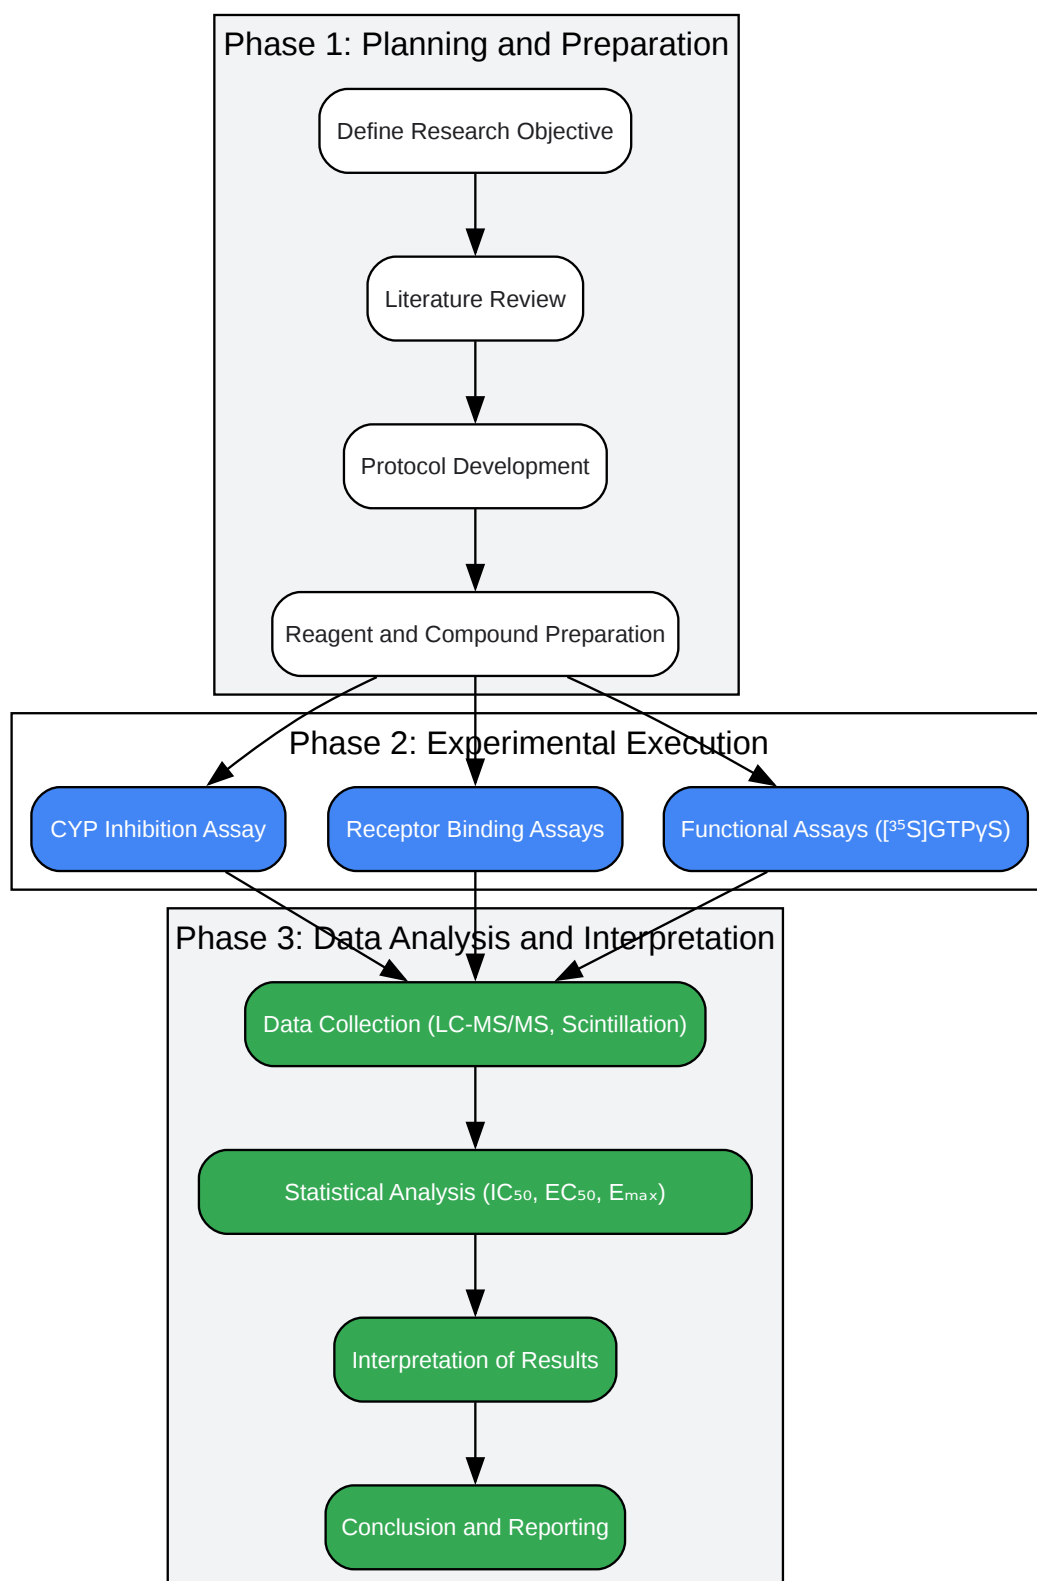 Phase 1: Planning and Preparation
Define Research Objective
Literature Review
Protocol Development
Reagent and Compound Preparation
Phase 2: Experimental Execution
CYP Inhibition Assay
Receptor Binding Assays
Functional Assays ([³⁵S]GTPγS)
Phase 3: Data Analysis and Interpretation
Data Collection (LC-MS/MS, Scintillation)
Statistical Analysis (IC₅₀, EC₅₀, Eₘₐₓ)
Interpretation of Results
Conclusion and Reporting